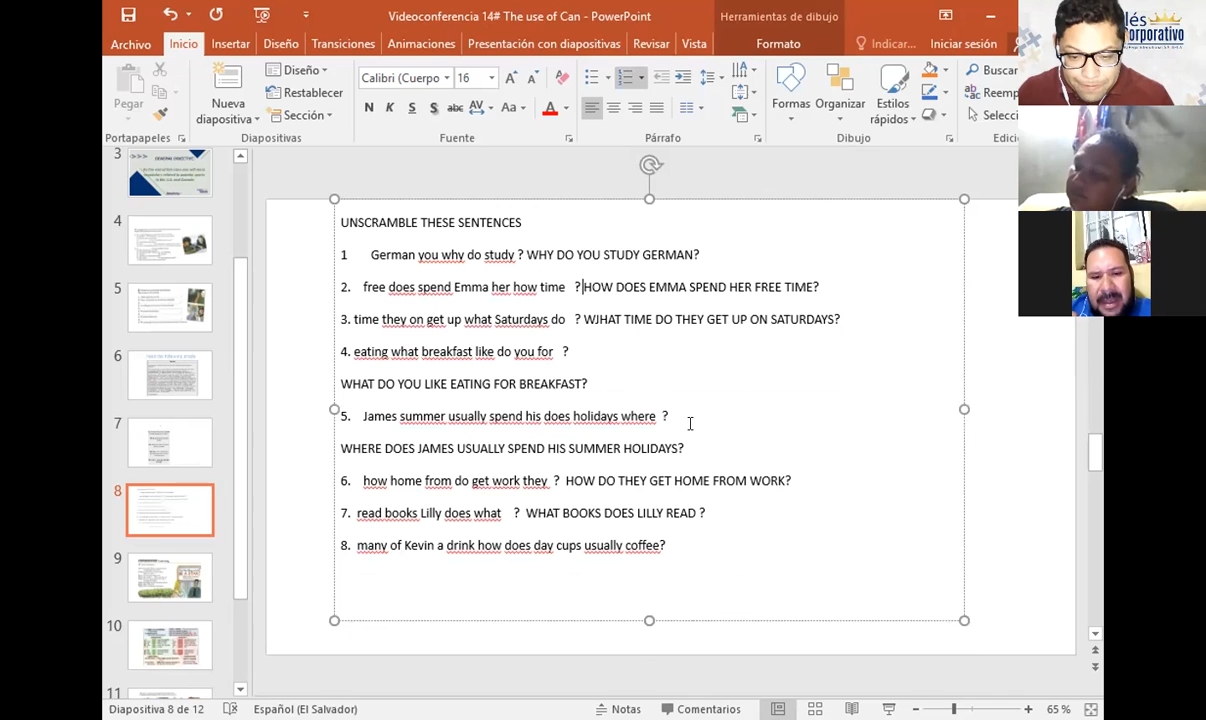 Videoconferencia 14# The use of Can - PowerPoint
Herramientas de dibujo
Archivo Inicio Insertar Diseño Transiciones Animaciones Presentación con diapositivas Revisar Vista Formato Indicar... Iniciar sesión
lés
Corporativo
Pegar
Nueva diapositiva
Diseño
Restablecer
Sección
Calibri (Cuerpo) 16
N K S S abc AV Aa A
Formas Organizar Estilos rápidos
Buscar
Reemp
Selecci
Portapapeles Diapositivas Fuente Párrafo Dibujo Edici
3
4
5
6
7
8
9
10
11
UNSCRAMBLE THESE SENTENCES
1 German you why do study ? WHY DO YOU STUDY GERMAN?
2. free does spend Emma her how time ?HOW DOES EMMA SPEND HER FREE TIME?
3. time they on get up what Saturdays do ? WJHAT TIME DO THEY GET UP ON SATURDAYS?
4. eating what breakfast like do you for ?
WHAT DO YOU LIKE EATING FOR BREAKFAST?
5. James summer usually spend his does holidays where ?
WHERE DOES JAMES USUALLY SPEND HIS SUMMER HOLIDAYS?
6. how home from do get work they ? HOW DO THEY GET HOME FROM WORK?
7. read books Lilly does what ? WHAT BOOKS DOES LILLY READ ?
8. many of Kevin a drink how does day cups usually coffee?
Diapositiva 8 de 12 Español (El Salvador) Notas Comentarios 65 %